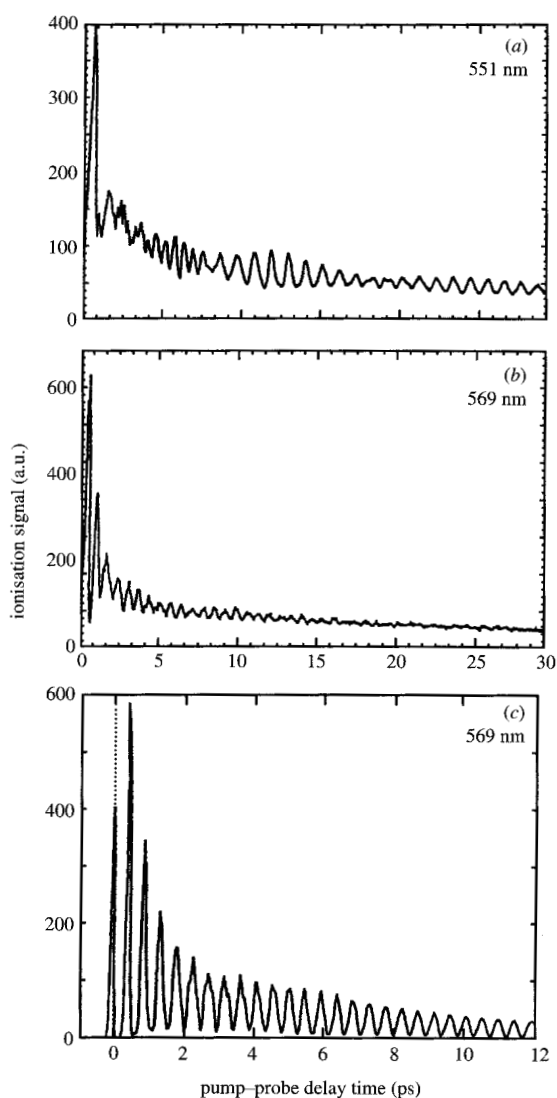 400
(a)
551 nm
300
200
100
0
600
(b)
569 nm
400
200
0
0 5 10 15 20 25 30
ionisation signal (a.u.)
600
(c)
569 nm
400
200
0
0 2 4 6 8 10 12
pump–probe delay time (ps)